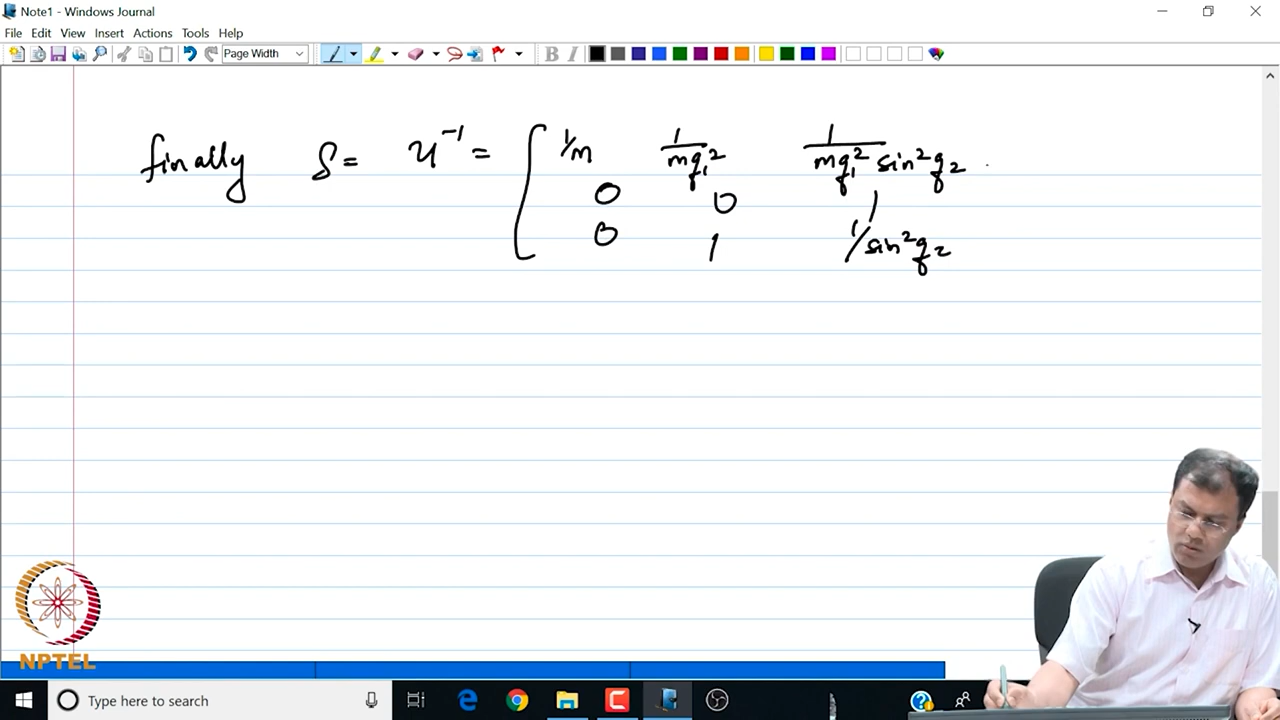 Note1 - Windows Journal
File Edit View Insert Actions Tools Help
Page Width B I
finally S = U⁻¹ = [ 1/m 1/mq₁² 1/mq₁² sin²q₂
0 0 1
0 1 1/sin²q₂
NPTEL
Type here to search